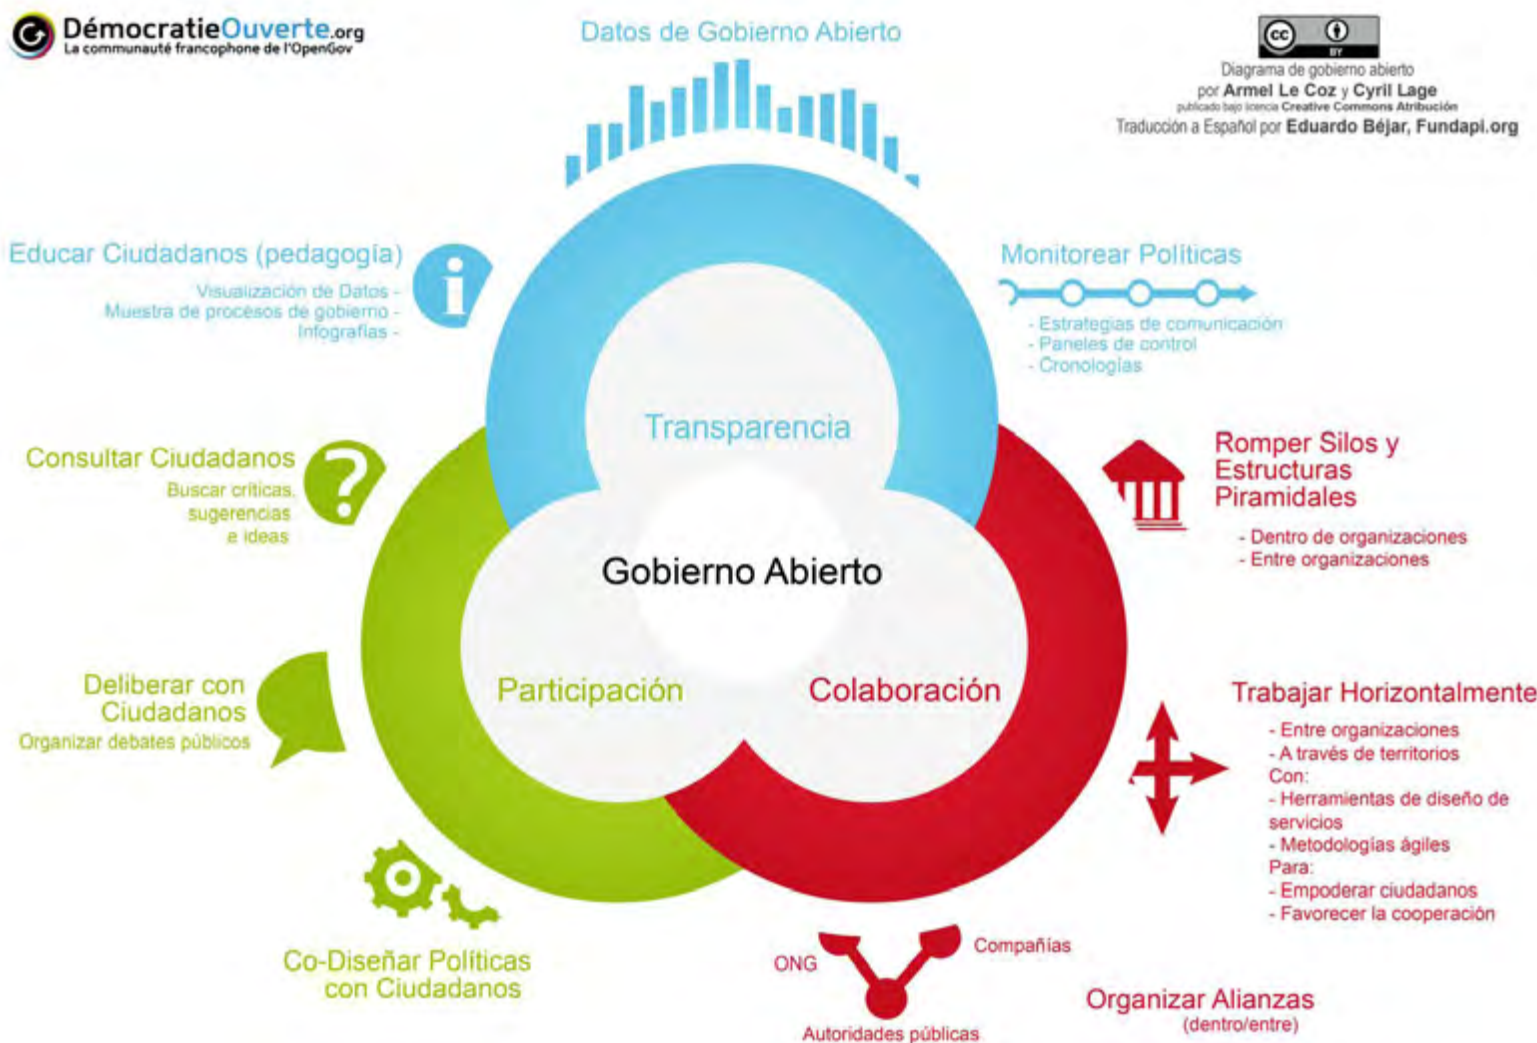 DémocratieOuverte.org
La communauté francophone de l'OpenGov
Datos de Gobierno Abierto
cc
BY
Diagrama de gobierno abierto
por Armel Le Coz y Cyril Lage
publicado bajo licencia Creative Commons Atribución
Traducción a Español por Eduardo Béjar, Fundapi.org
Educar Ciudadanos (pedagogía)
Visualización de Datos -
Muestra de procesos de gobierno -
Infografías -
i
Monitorear Políticas
- Estrategias de comunicación
- Paneles de control
- Cronologías
Transparencia
Consultar Ciudadanos
Buscar críticas,
sugerencias
e ideas
?
Romper Silos y
Estructuras
Piramidales
- Dentro de organizaciones
- Entre organizaciones
Gobierno Abierto
Participación
Colaboración
Deliberar con
Ciudadanos
Organizar debates públicos
Trabajar Horizontalmente
- Entre organizaciones
- A través de territorios
Con:
- Herramientas de diseño de
servicios
- Metodologías ágiles
Para:
- Empoderar ciudadanos
- Favorecer la cooperación
Co-Diseñar Políticas
con Ciudadanos
ONG
Compañías
Autoridades públicas
Organizar Alianzas
(dentro/entre)